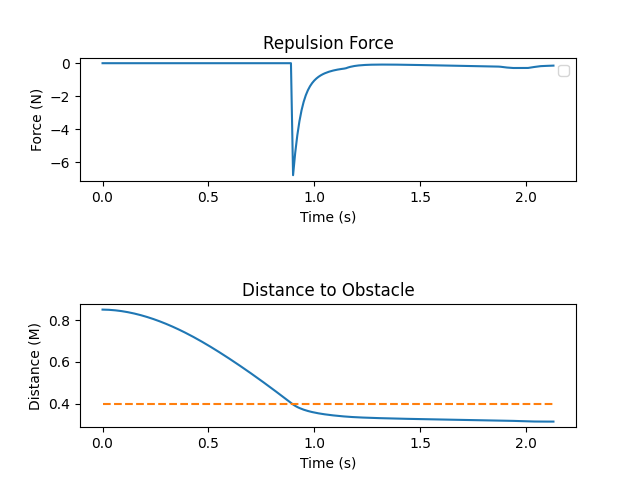 Repulsion Force
0
−2
−4
−6
Force (N)
0.0 0.5 1.0 1.5 2.0
Time (s)
Distance to Obstacle
0.8
0.6
0.4
Distance (M)
0.0 0.5 1.0 1.5 2.0
Time (s)